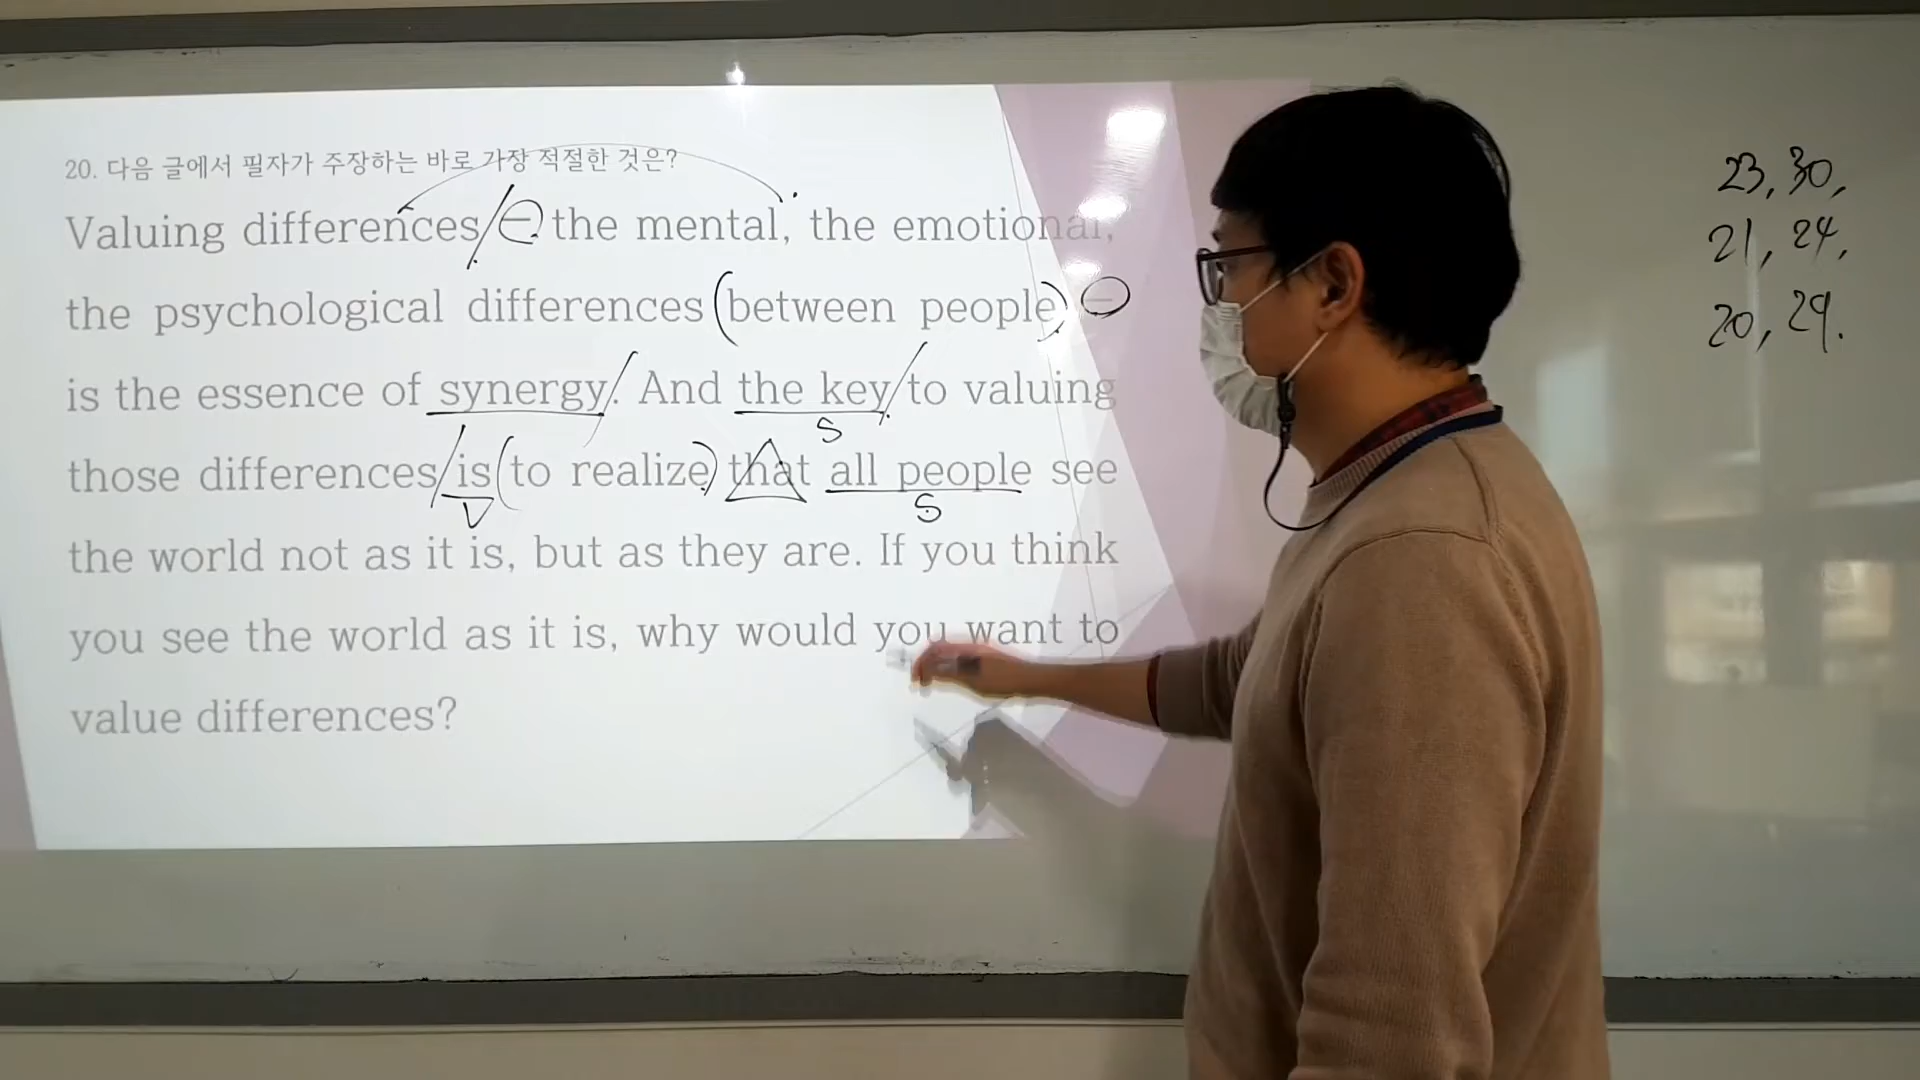 20. 다음 글에서 필자가 주장하는 바로 가장 적절한 것은?
Valuing differences – the mental, the emotional,
the psychological differences (between people) –
is the essence of synergy. And the key to valuing
S
those differences is (to realize) that all people see
V S
the world not as it is, but as they are. If you think
you see the world as it is, why would you want to
value differences?
23, 30,
21, 24,
20, 29.